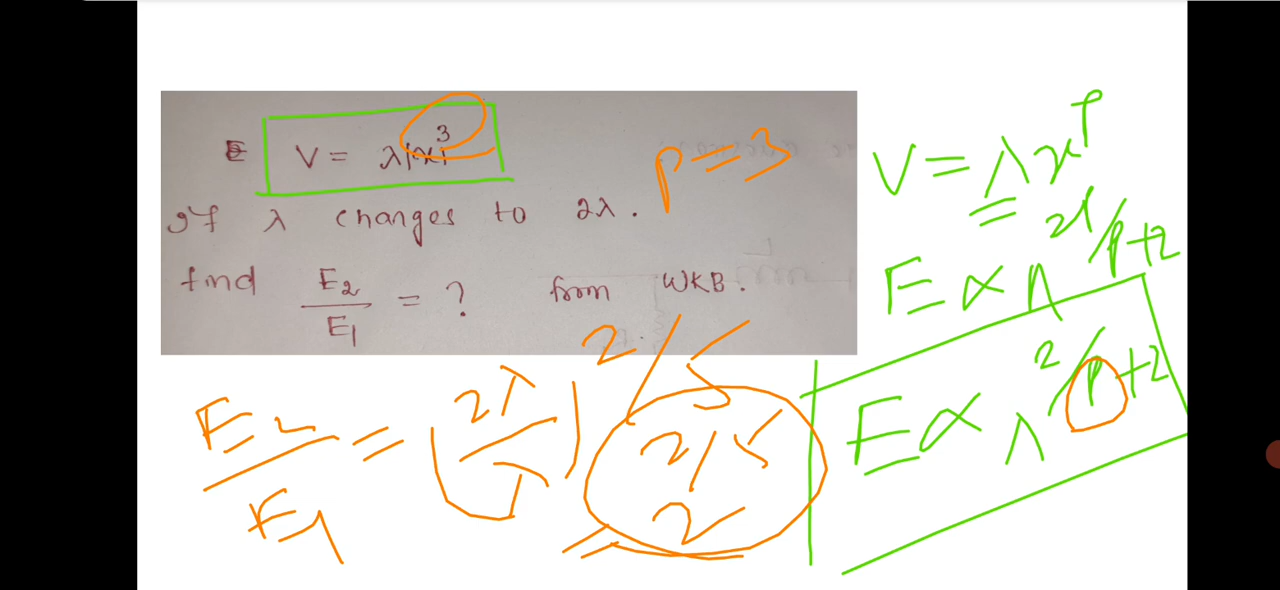 V = λ|x|³
If λ changes to 2λ.
find E₂/E₁ = ? from WKB.
p = 3
V = λx^p
E ∝ n^2p/p+2
E ∝ λ^2/p+2
E₂/E₁ = (2λ/λ)^2/5
= 2^2/5